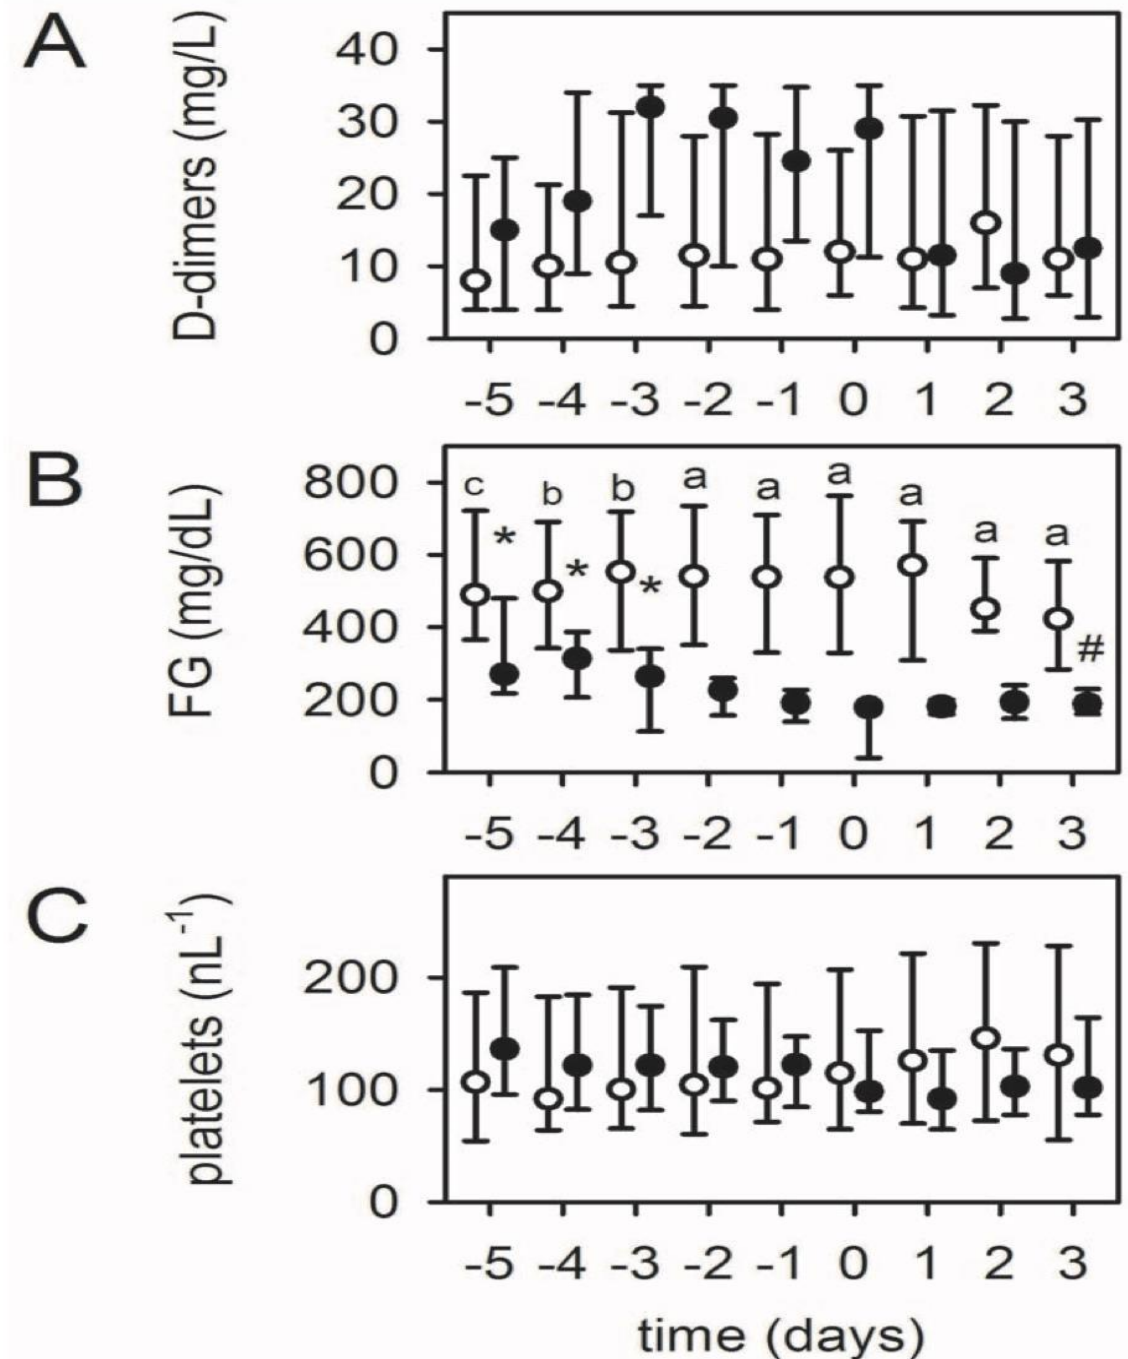 A
D-dimers (mg/L)
40
30
20
10
0
-5 -4 -3 -2 -1 0 1 2 3
B
FG (mg/dL)
800
600
400
200
0
c b b a a a a a a
* * * #
-5 -4 -3 -2 -1 0 1 2 3
C
platelets (nL⁻¹)
200
100
0
-5 -4 -3 -2 -1 0 1 2 3
time (days)